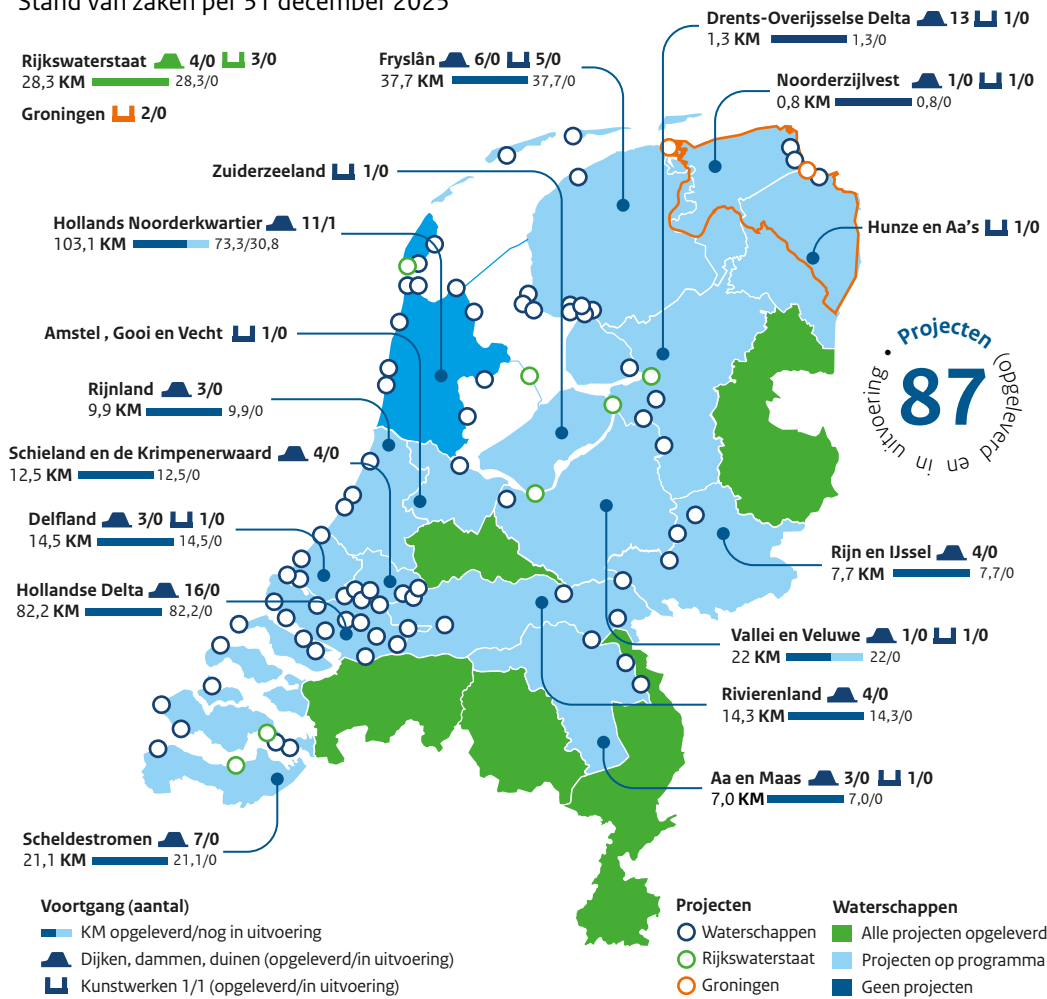 Stand van zaken per 31 december 2025
Rijkswaterstaat 4/0 3/0
28,3 KM 28,3/0
Groningen 2/0
Fryslân 6/0 5/0
37,7 KM 37,7/0
Drents-Overijsselse Delta 13 1/0
1,3 KM 1,3/0
Noorderzijlvest 1/0 1/0
0,8 KM 0,8/0
Zuiderzeeland 1/0
Hollands Noorderkwartier 11/1
103,1 KM 73,3/30,8
Hunze en Aa's 1/0
Amstel , Gooi en Vecht 1/0
Projecten
87
(opgeleverd en in uitvoering
Rijnland 3/0
9,9 KM 9,9/0
Schieland en de Krimpenerwaard 4/0
12,5 KM 12,5/0
Delfland 3/0 1/0
14,5 KM 14,5/0
Hollandse Delta 16/0
82,2 KM 82,2/0
Rijn en IJssel 4/0
7,7 KM 7,7/0
Vallei en Veluwe 1/0 1/0
22 KM 22/0
Rivierenland 4/0
14,3 KM 14,3/0
Aa en Maas 3/0 1/0
7,0 KM 7,0/0
Scheldestromen 7/0
21,1 KM 21,1/0
Voortgang (aantal)
KM opgeleverd/nog in uitvoering
Dijken, dammen, duinen (opgeleverd/in uitvoering)
Kunstwerken 1/1 (opgeleverd/in uitvoering)
Projecten
Waterschappen
Rijkswaterstaat
Groningen
Waterschappen
Alle projecten opgeleverd
Projecten op programma
Geen projecten